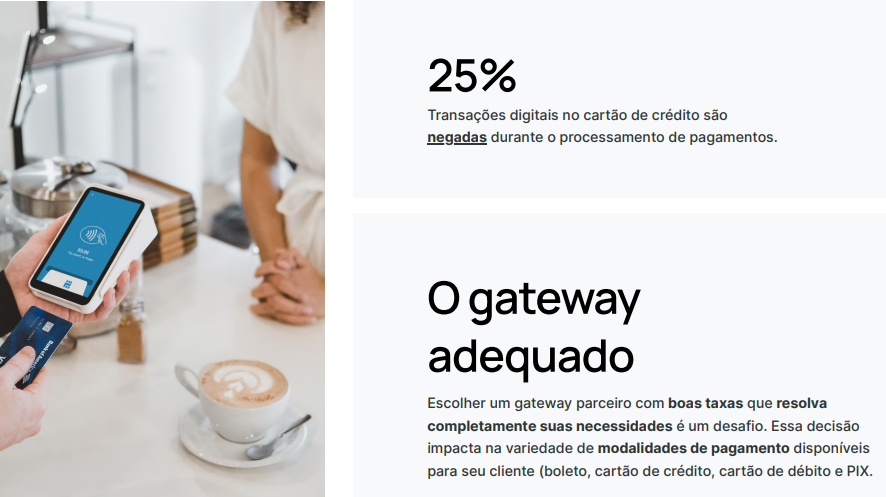 25%
Transações digitais no cartão de crédito são
negadas durante o processamento de pagamentos.
O gateway
adequado
Escolher um gateway parceiro com boas taxas que resolva
completamente suas necessidades é um desafio. Essa decisão
impacta na variedade de modalidades de pagamento disponíveis
para seu cliente (boleto, cartão de crédito, cartão de débito e PIX.